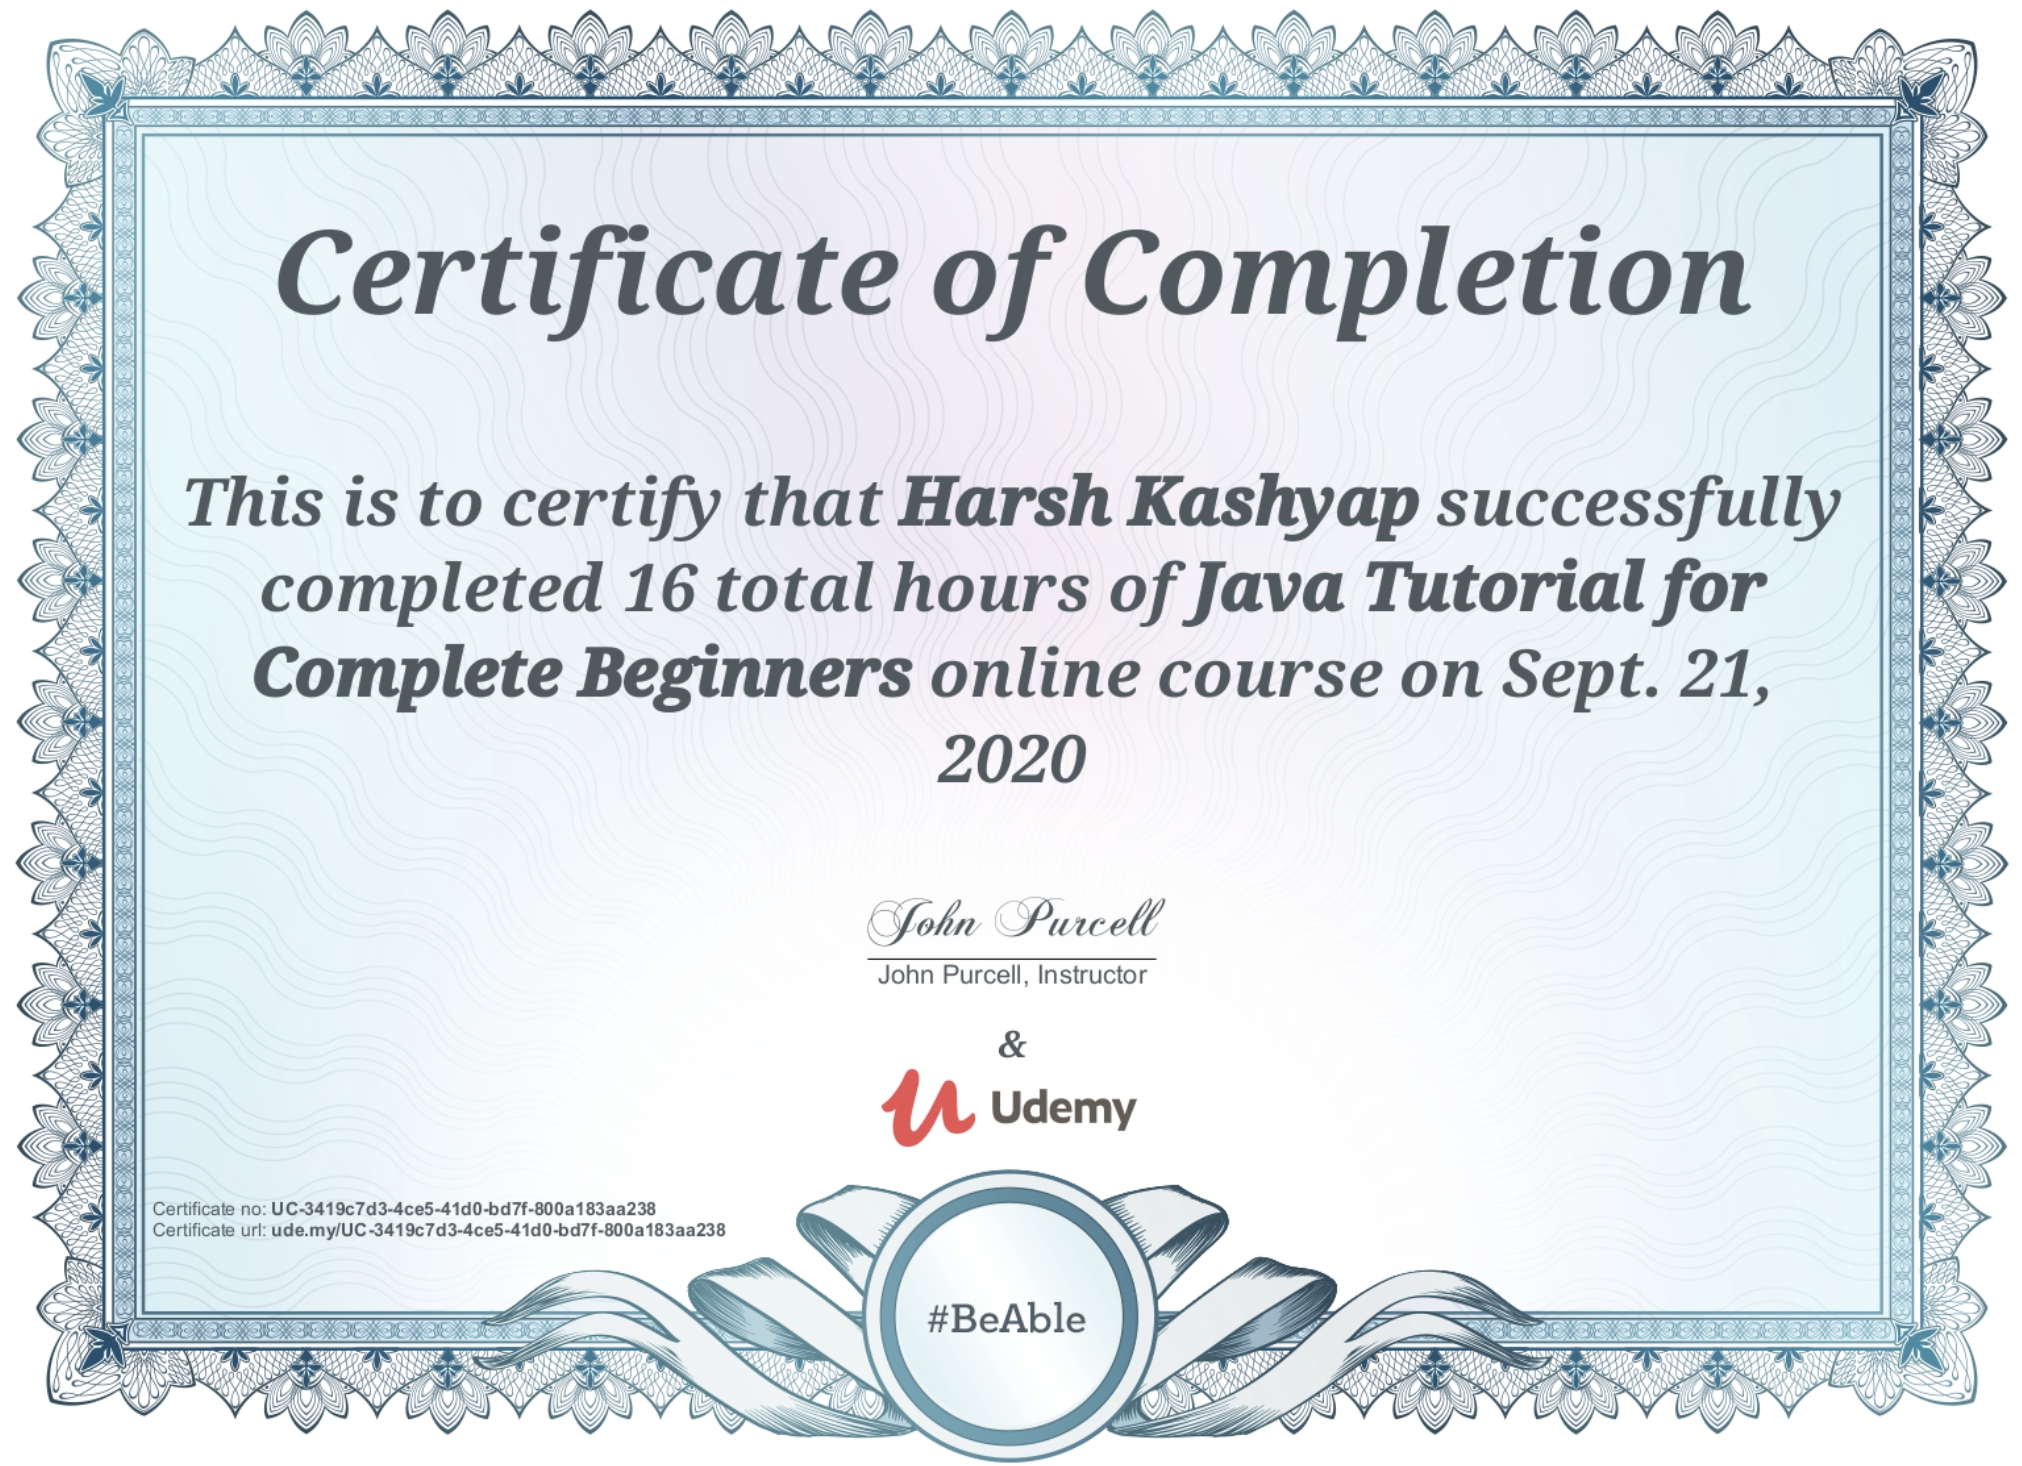 Certificate of Completion
This is to certify that Harsh Kashyap successfully
completed 16 total hours of Java Tutorial for
Complete Beginners online course on Sept. 21,
2020
John Purcell
John Purcell, Instructor
&
Udemy
Certificate no: UC-3419c7d3-4ce5-41d0-bd7f-800a183aa238
Certificate url: ude.my/UC-3419c7d3-4ce5-41d0-bd7f-800a183aa238
#BeAble